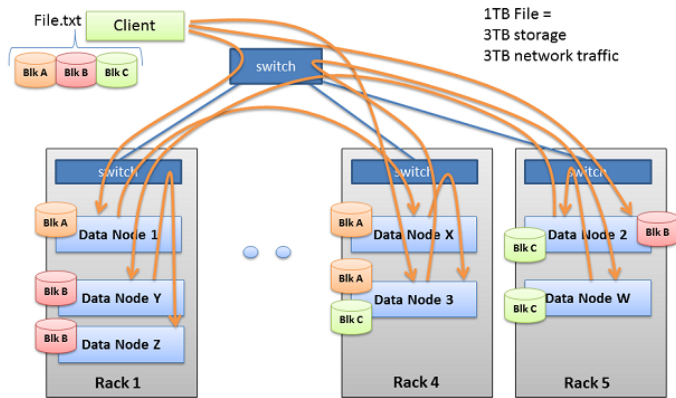 File.txt
Client
1TB File =
3TB storage
3TB network traffic
Blk A
Blk B
Blk C
switch
switch
switch
switch
Blk A
Data Node 1
Blk B
Data Node Y
Blk B
Data Node Z
Rack 1
Blk A
Data Node X
Blk A
Data Node 3
Blk C
Rack 4
Data Node 2
Blk B
Blk C
Data Node W
Blk C
Rack 5